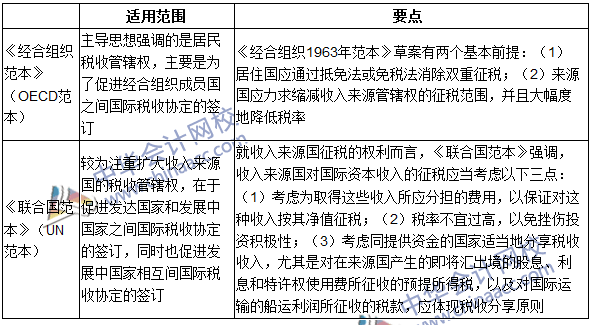 适用范围
要点
《经合组织
范本》
（OECD范
本）
主导思想强调的是居民
税收管辖权，主要是为
了促进经合组织成员国
之间国际税收协定的签
订
《经合组织1963年范本》草案有两个基本前提：（1）
居住国应通过抵免法或免税法消除双重征税；（2）来源
国应力求缩减收入来源管辖权的征税范围，并且大幅度
地降低税率
《联合国范
本》（UN
范本）
较为注重扩大收入来源
国的税收管辖权，在于
促进发达国家和发展中
国家之间国际税收协定
的签订，同时也促进发
展中国家相互间国际税
收协定的签订
就收入来源国征税的权利而言，《联合国范本》强调，
收入来源国对国际资本收入的征税应当考虑以下三点：
（1）考虑为取得这些收入所应分担的费用，以保证对这
种收入按其净值征税；（2）税率不宜过高，以免挫伤投
资积极性；（3）考虑同提供资金的国家适当地分享税收
收入，尤其是对在来源国产生的即将汇出境的股息、利
息和特许权使用费所征收的预提所得税，以及对国际运
输的船运利润所征收的税款，应体现税收分享原则
中华会计网校
www.chinaacc.com